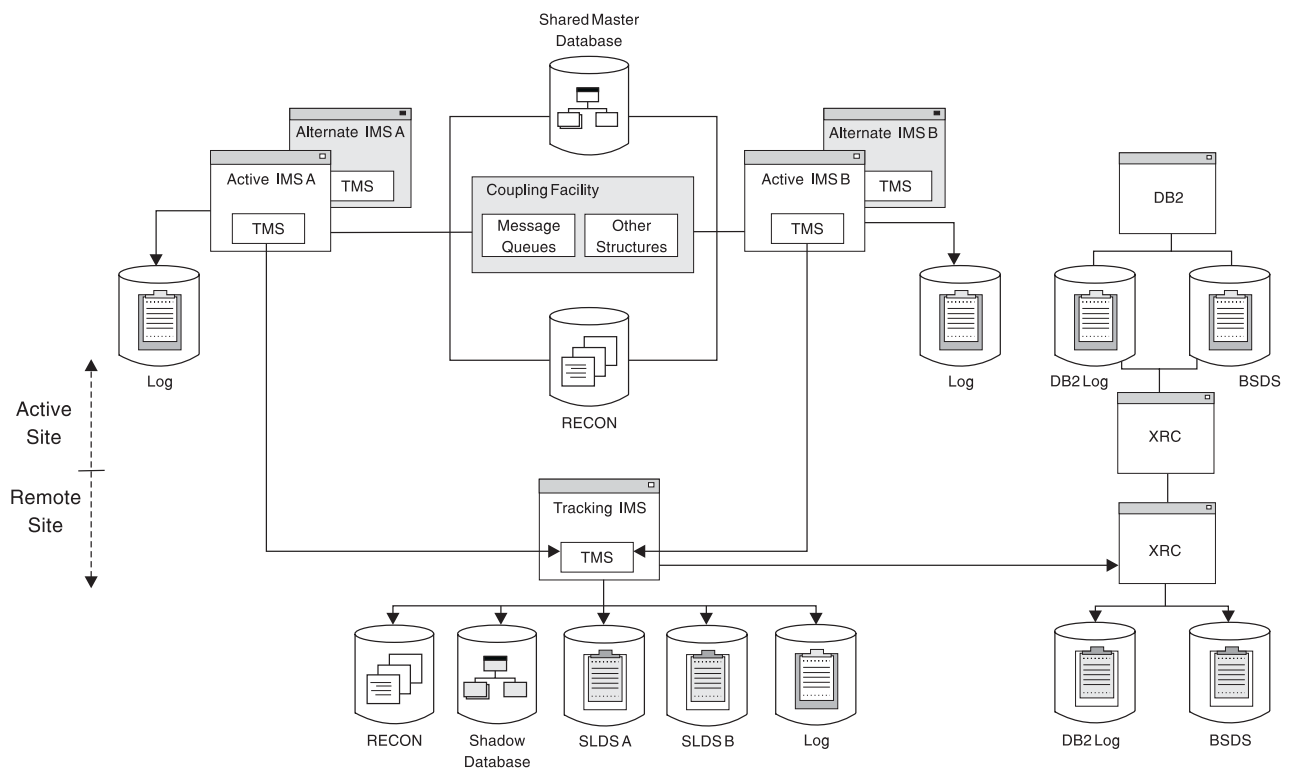 Shared Master
Database
Alternate IMS A
TMS
Active IMS A
TMS
Coupling Facility
Message
Queues
Other
Structures
Alternate IMS B
TMS
Active IMS B
TMS
DB2
Log
RECON
Log
DB2 Log
BSDS
XRC
Active
Site
Remote
Site
Tracking IMS
TMS
XRC
RECON
Shadow
Database
SLDS A
SLDS B
Log
DB2 Log
BSDS